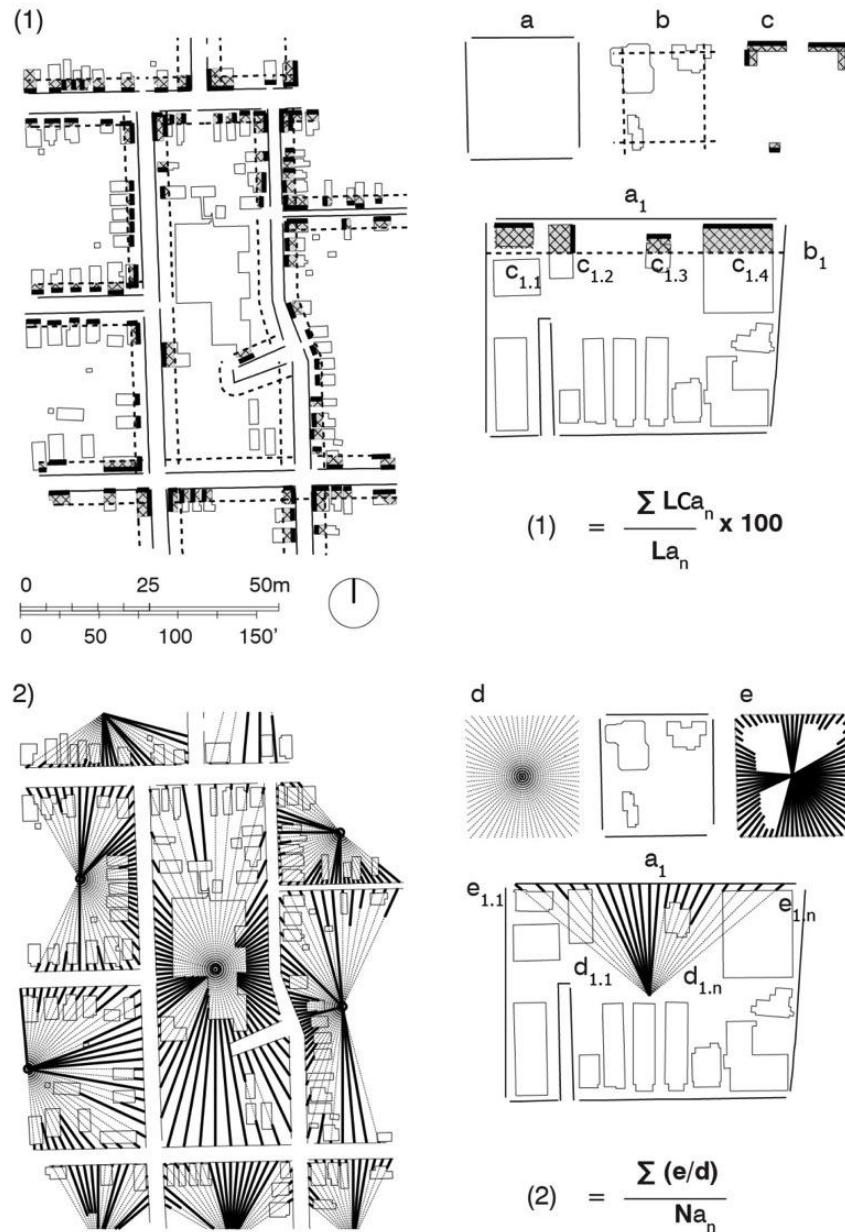 (1)
a b c
a₁
b₁
c₁.₁ c₁.₂ c₁.₃ c₁.₄
(1) = ∑ LCaₙ x 100
Laₙ
0 25 50m
0 50 100 150'
2)
d e
a₁
e₁.₁ e₁.n
d₁.₁ d₁.n
(2) = ∑ (e/d)
Naₙ